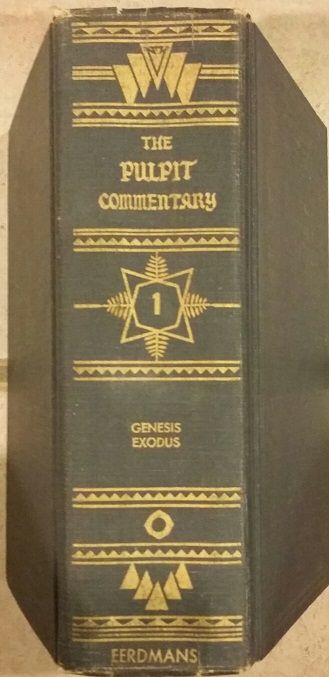 THE
PULPIT
COMMENTARY
1
GENESIS
EXODUS
EERDMANS